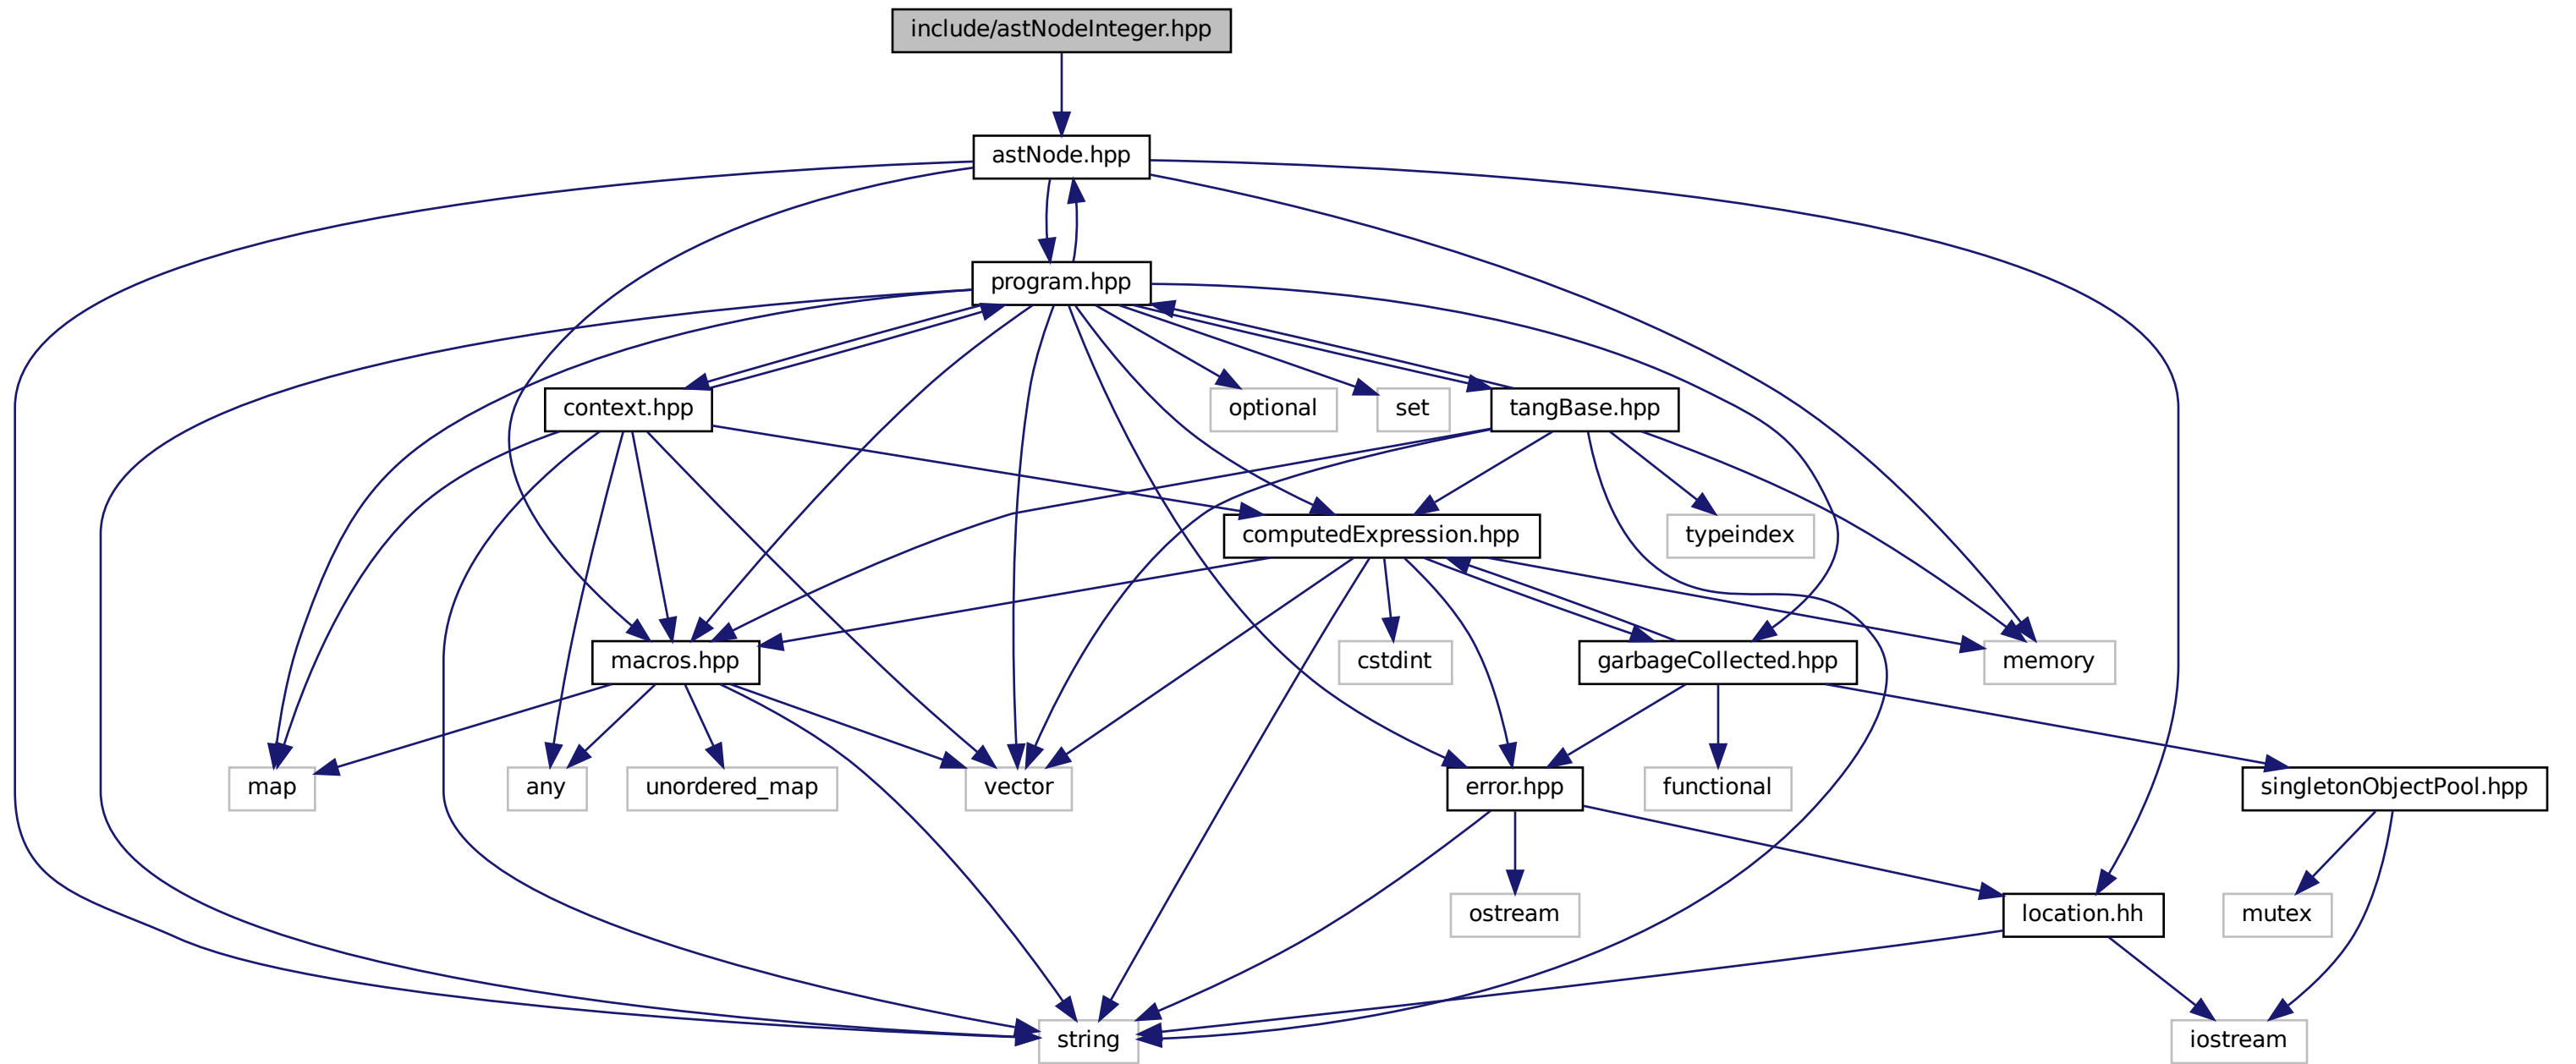 include/astNodeInteger.hpp
astNode.hpp
program.hpp
context.hpp
optional
set
tangBase.hpp
computedExpression.hpp
typeindex
macros.hpp
cstdint
garbageCollected.hpp
memory
map
any
unordered_map
vector
error.hpp
functional
singletonObjectPool.hpp
ostream
location.hh
mutex
string
iostream